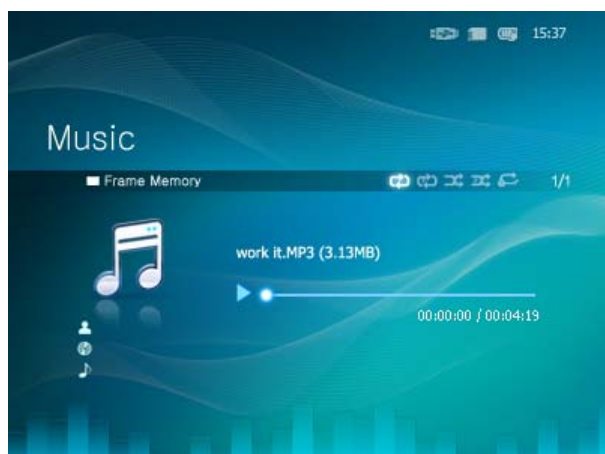 15:37
Music
Frame Memory 1/1
work it.MP3 (3.13MB)
00:00:00 / 00:04:19